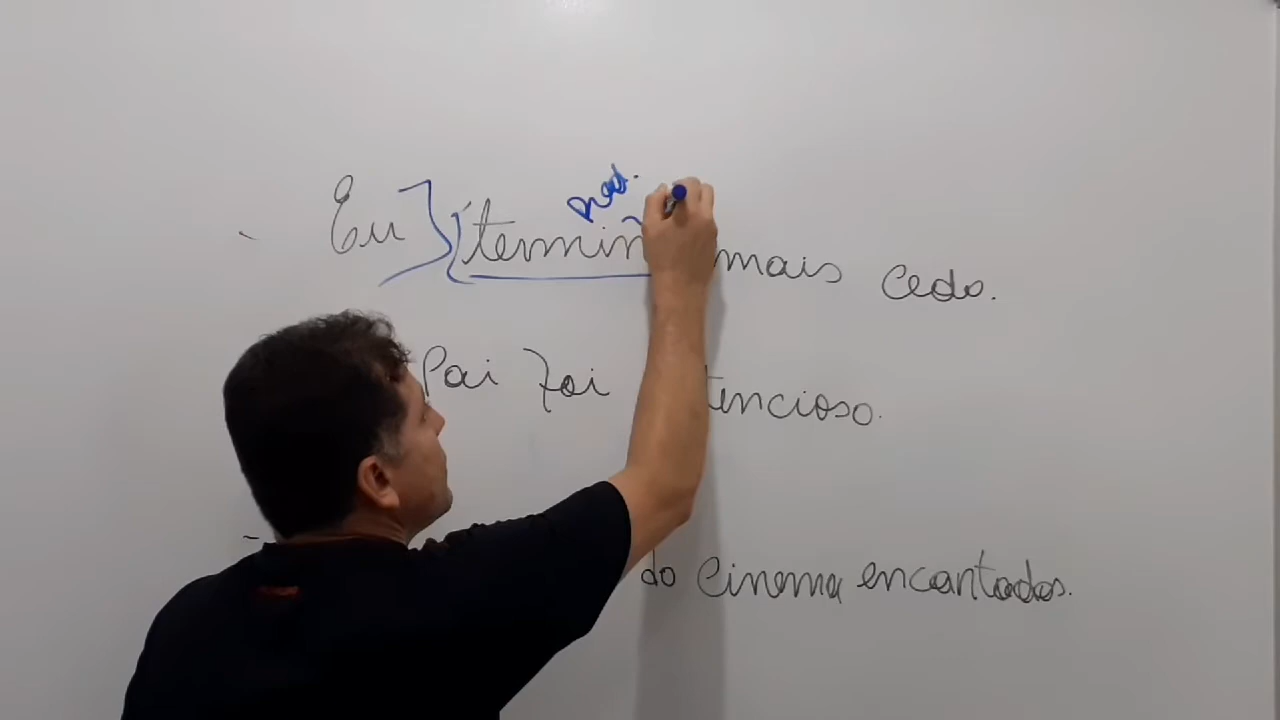 pred.
Eu termin mais cedo.
Pai foi tencioso.
do cinema encantados.